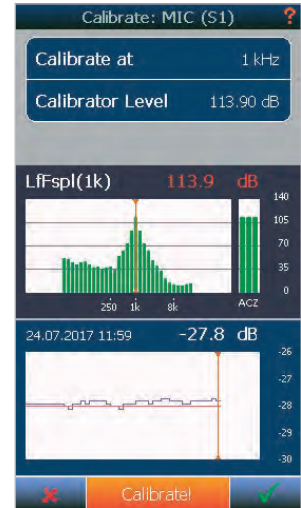 Calibrate: MIC (S1) ?
Calibrate at 1 kHz
Calibrator Level 113.90 dB
LfFspl(1k) 113.9 dB
140
105
70
35
0
250 1k 8k ACZ
24.07.2017 11:59 -27.8 dB
-26
-27
-28
-29
-30
Calibrate!